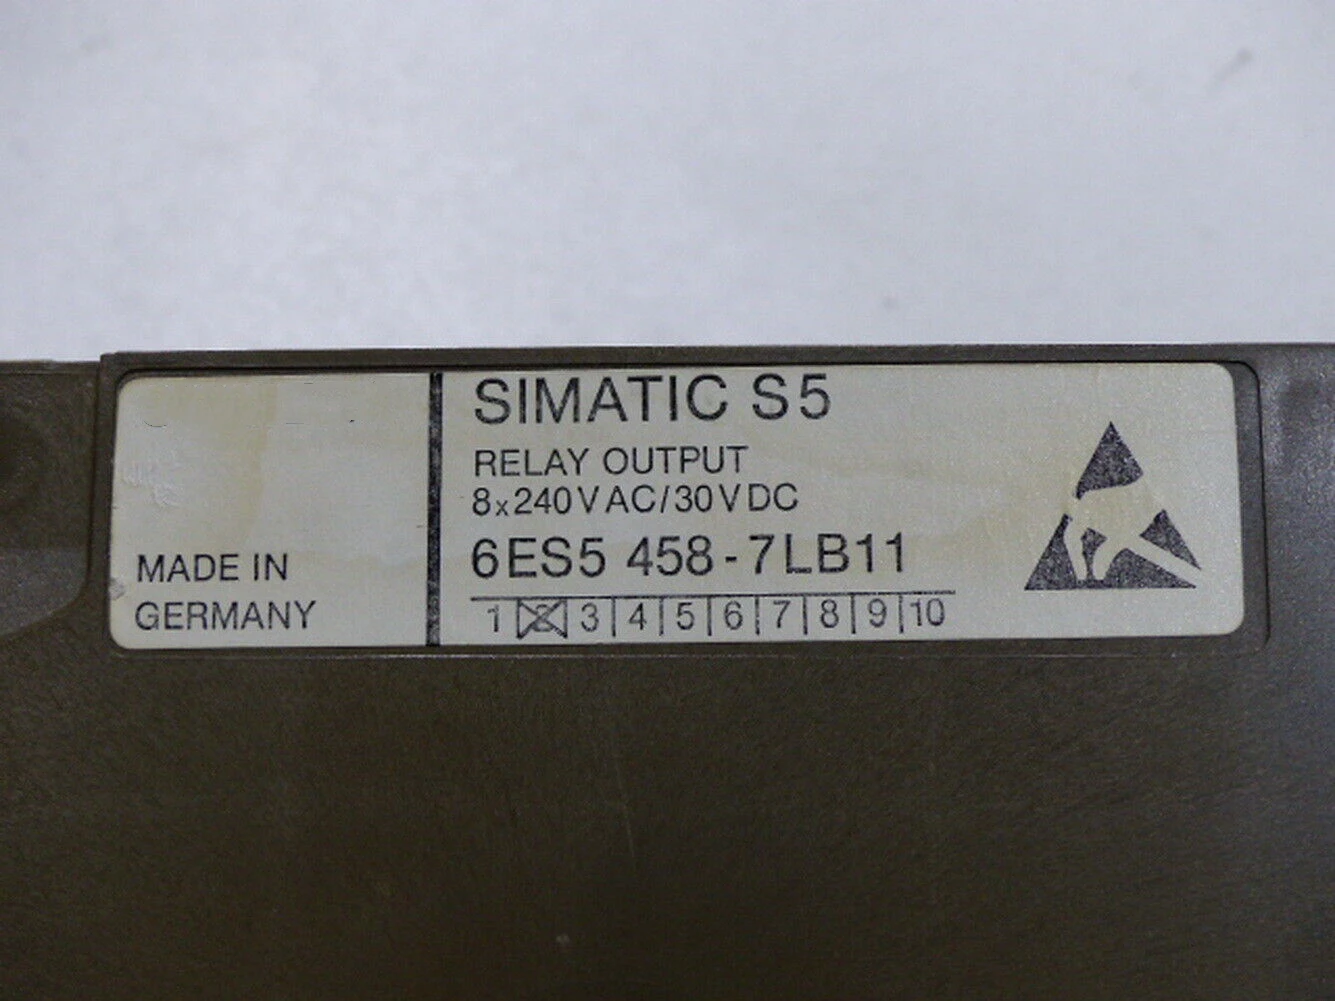 SIMATIC S5
RELAY OUTPUT
8x240VAC/30VDC
6ES5 458-7LB11
1 2 3 4 5 6 7 8 9 10
MADE IN
GERMANY